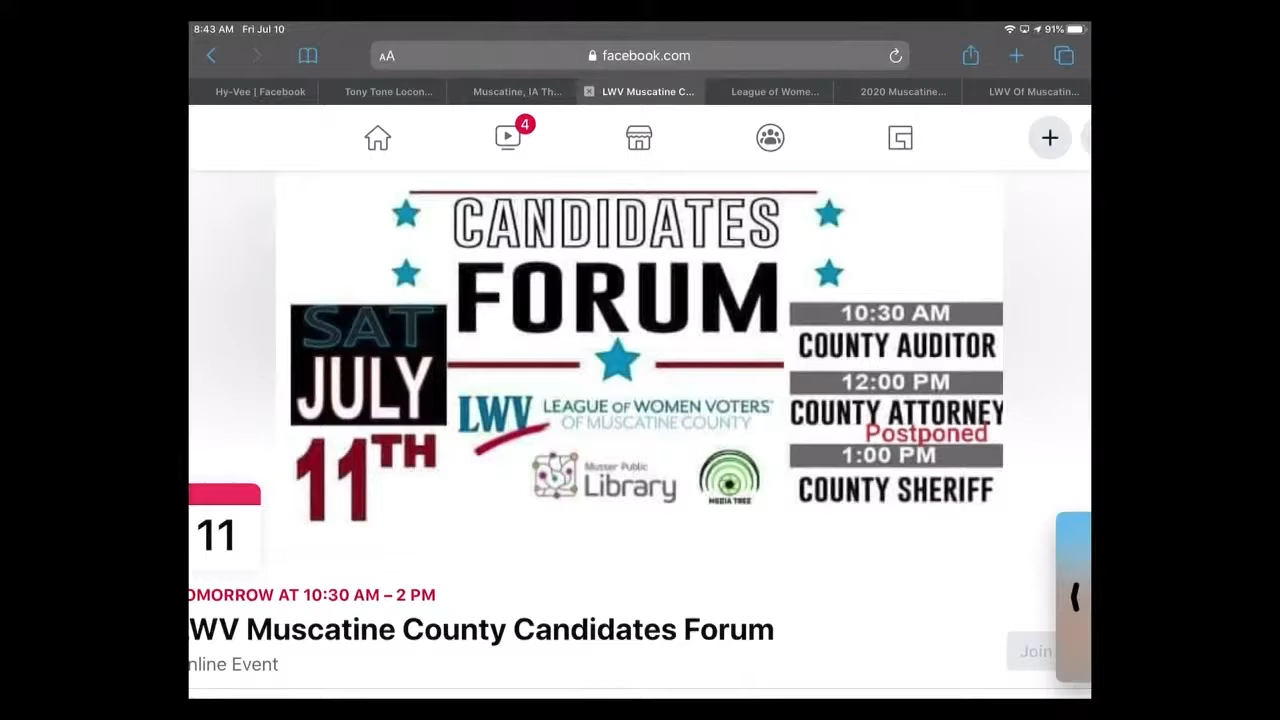 8:43 AM Fri Jul 10
91%
AA
facebook.com
Hy-Vee | Facebook
Tony Tone Locon...
Muscatine, IA Th...
LWV Muscatine C...
League of Wome...
2020 Muscatine...
LWV Of Muscatin...
4
CANDIDATES
FORUM
SAT
JULY
11TH
LWV LEAGUE OF WOMEN VOTERS®
OF MUSCATINE COUNTY
Musser Public
Library
MEDIA TREE
10:30 AM
COUNTY AUDITOR
12:00 PM
COUNTY ATTORNEY
Postponed
1:00 PM
COUNTY SHERIFF
11
OMORROW AT 10:30 AM – 2 PM
WV Muscatine County Candidates Forum
nline Event
Join